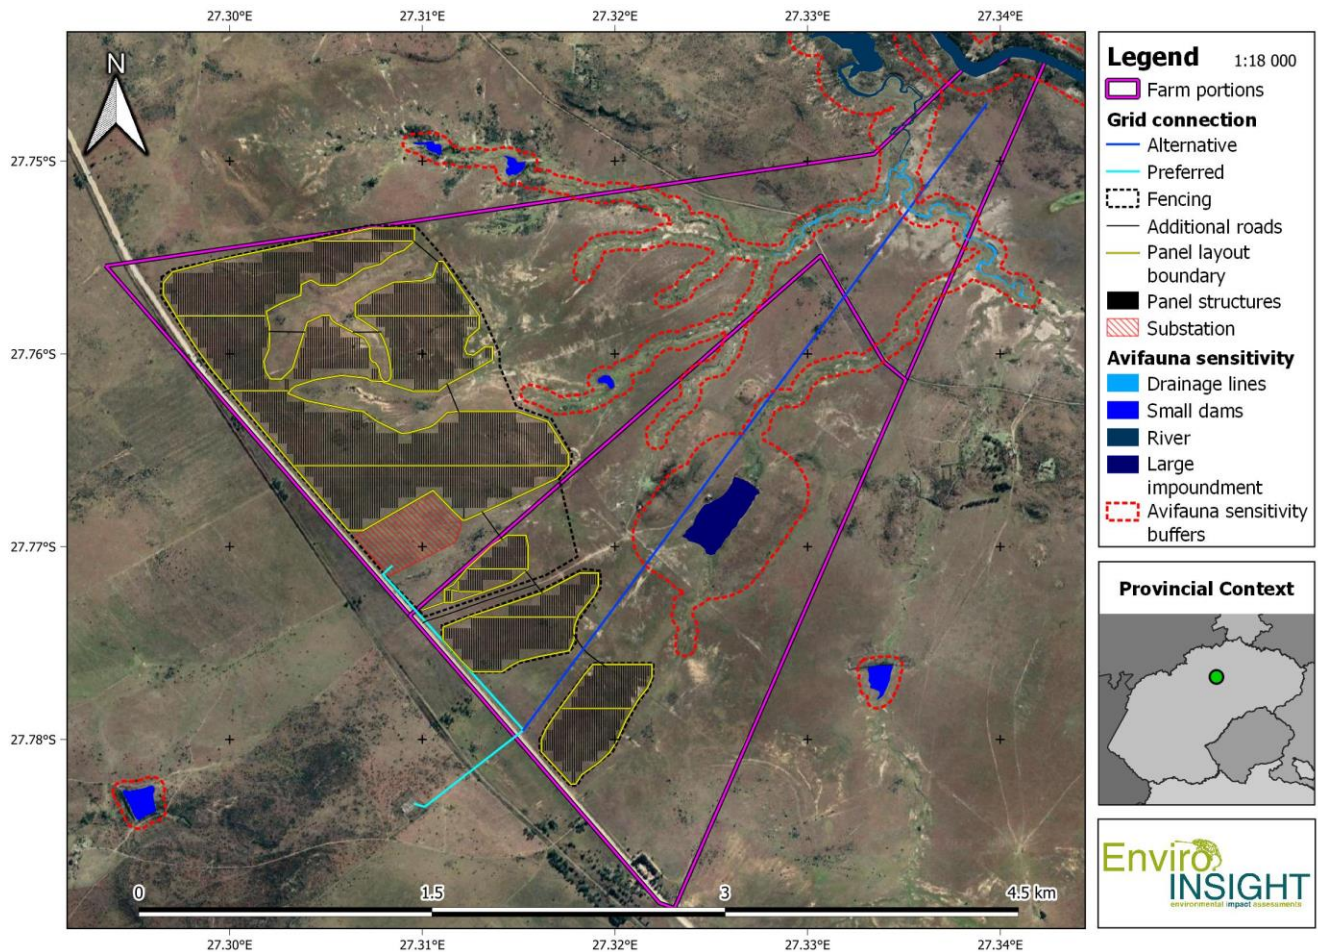 27.30°E 27.31°E 27.32°E 27.33°E 27.34°E
N
27.75°S
27.76°S
27.77°S
27.78°S
0 1.5 3 4.5 km
27.30°E 27.31°E 27.32°E 27.33°E 27.34°E
Legend 1:18 000
Farm portions
Grid connection
Alternative
Preferred
Fencing
Additional roads
Panel layout
boundary
Panel structures
Substation
Avifauna sensitivity
Drainage lines
Small dams
River
Large
impoundment
Avifauna sensitivity
buffers
Provincial Context
Enviro
INSIGHT
environmental impact assessments